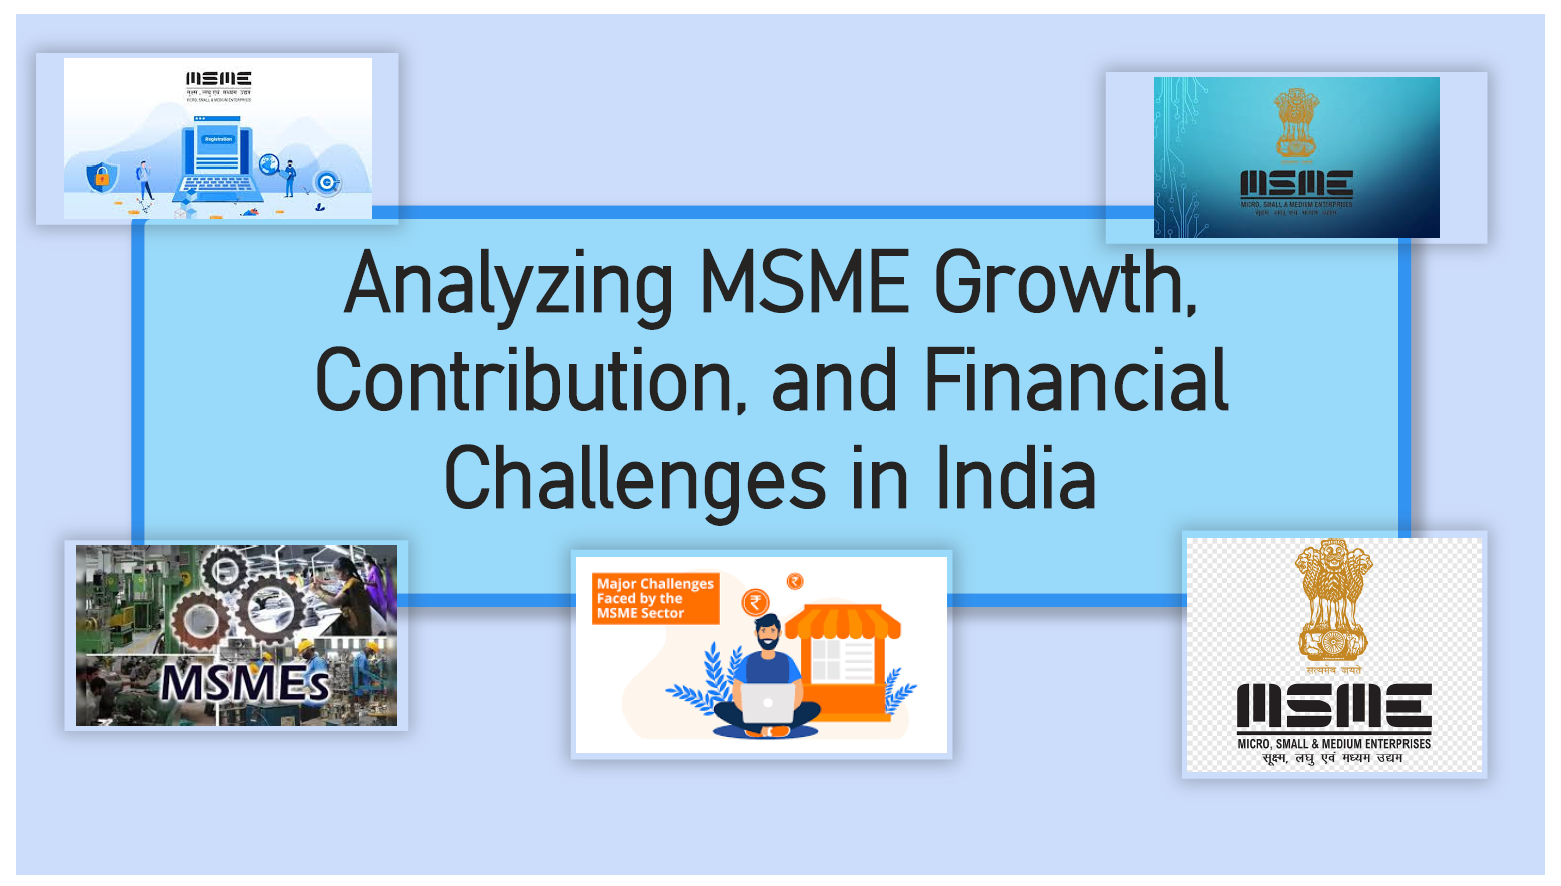 MSME
सूक्ष्म, लघु एवं मध्यम उद्यम
MICRO, SMALL & MEDIUM ENTERPRISES
Registration
MSME
MICRO, SMALL & MEDIUM ENTERPRISES
सूक्ष्म, लघु एवं मध्यम उद्यम
Analyzing MSME Growth,
Contribution, and Financial
Challenges in India
MSMEs
Major Challenges
Faced by the
MSME Sector
₹
₹
सत्यमेव जयते
MSME
MICRO, SMALL & MEDIUM ENTERPRISES
सूक्ष्म, लघु एवं मध्यम उद्यम